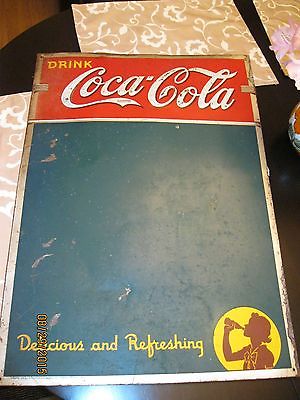 DRINK
Coca-Cola
Delicious and Refreshing